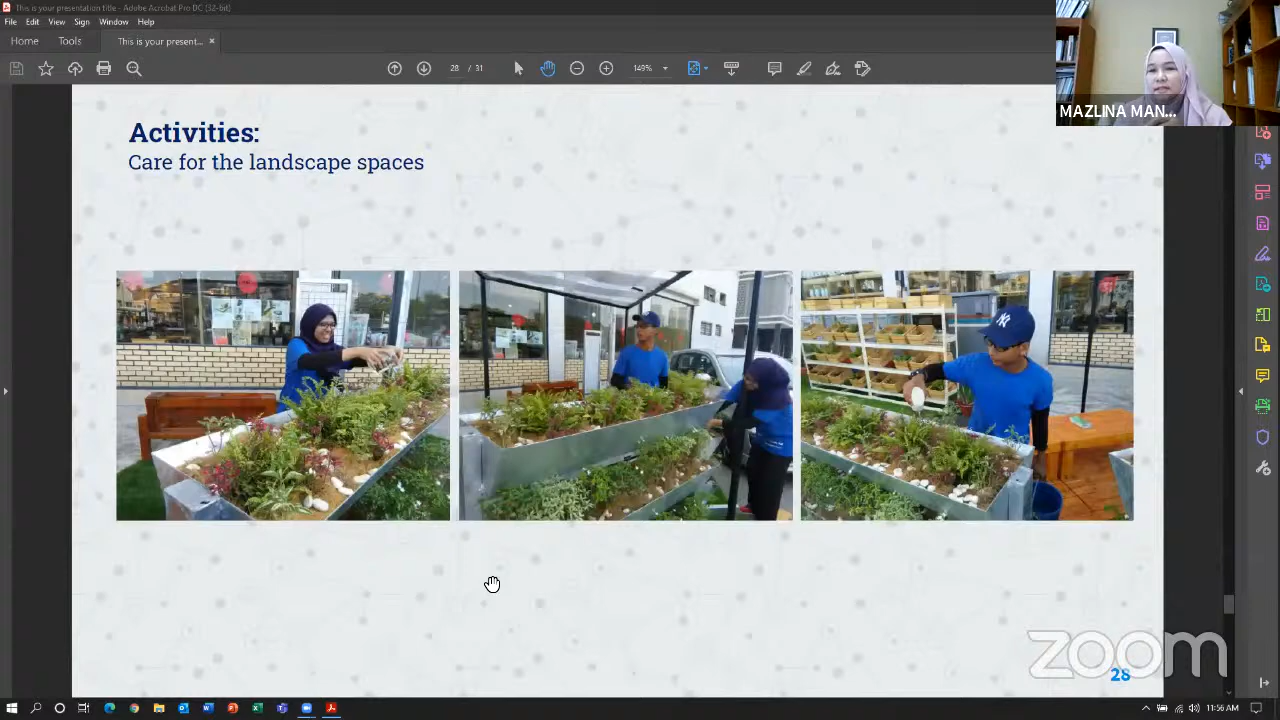 This is your presentation title - Adobe Acrobat Pro DC (32-bit)
File Edit View Sign Window Help
Home Tools This is your present... ×
28 / 31 149%
MAZLINA MAN...
Activities:
Care for the landscape spaces
NY
zoom
28
11:56 AM